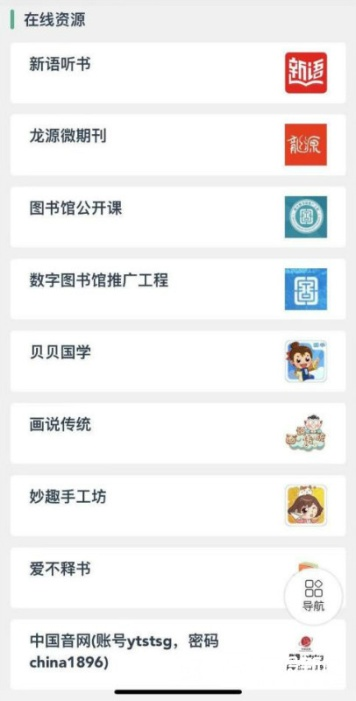 在线资源
新语听书
新语
龙源微期刊
龍源
图书馆公开课
数字图书馆推广工程
贝贝国学
画说传统
妙趣手工坊
爱不释书
导航
中国音网(账号ytstsg，密码
china1896)